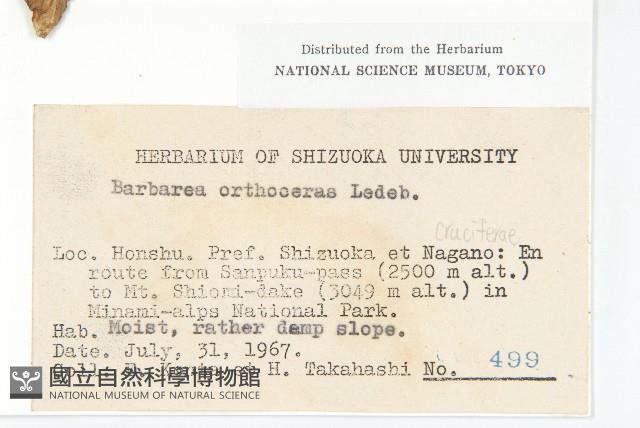 Distributed from the Herbarium
NATIONAL SCIENCE MUSEUM, TOKYO
HERBARIUM OF SHIZUOKA UNIVERSITY
Barbarea orthoceras Ledeb.
Cruciferae
Loc. Honshu. Pref. Shizuoka et Nagano: En
route from Sanpuku-pass (2500 m alt.)
to Mt. Shiomi-dake (3049 m alt.) in
Minami-alps National Park.
Hab. Moist, rather damp slope.
Date. July, 31, 1967.
et H. Takahashi No. 499
國立自然科學博物館
NATIONAL MUSEUM OF NATURAL SCIENCE